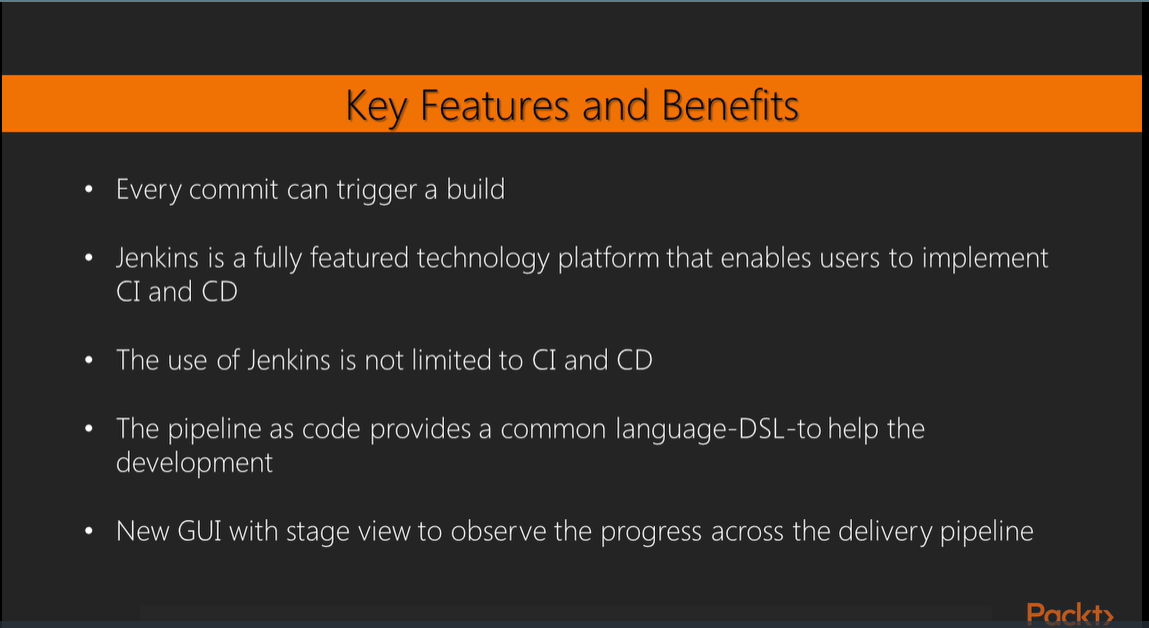 Key Features and Benefits
• Every commit can trigger a build
• Jenkins is a fully featured technology platform that enables users to implement
CI and CD
• The use of Jenkins is not limited to CI and CD
• The pipeline as code provides a common language-DSL-to help the
development
• New GUI with stage view to observe the progress across the delivery pipeline
Packt>